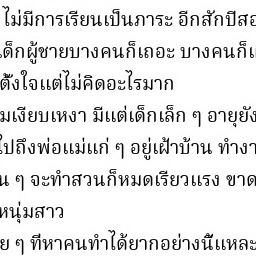 ไม่มีการเรียนเป็นภาระ อีกสักปีสอ
ด็กผู้ชายบางคนก็เถอะ บางคนก็เ
ตั้งใจแต่ไม่คิดอะไรมาก
มเงียบเหงา มีแต่เด็กเล็ก ๆ อายุยัง
ไปถึงพ่อแม่แก่ ๆ อยู่เฝ้าบ้าน ทำงา
น ๆ จะทำสวนก็หมดเรียวแรง ขาด
หนุ่มสาว
ย ๆ ที่หาคนทำได้ยากอย่างนี้แหละ